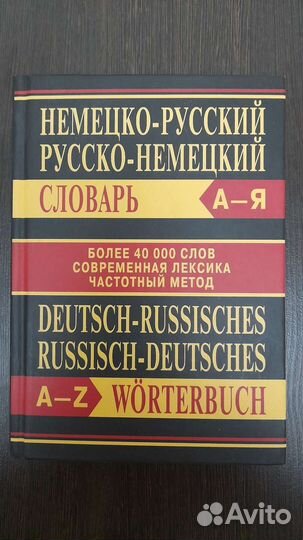 НЕМЕЦКО-РУССКИЙ
РУССКО-НЕМЕЦКИЙ
СЛОВАРЬ А–Я
БОЛЕЕ 40 000 СЛОВ
СОВРЕМЕННАЯ ЛЕКСИКА
ЧАСТОТНЫЙ МЕТОД
DEUTSCH-RUSSISCHES
RUSSISCH-DEUTSCHES
A–Z WÖRTERBUCH
Avito